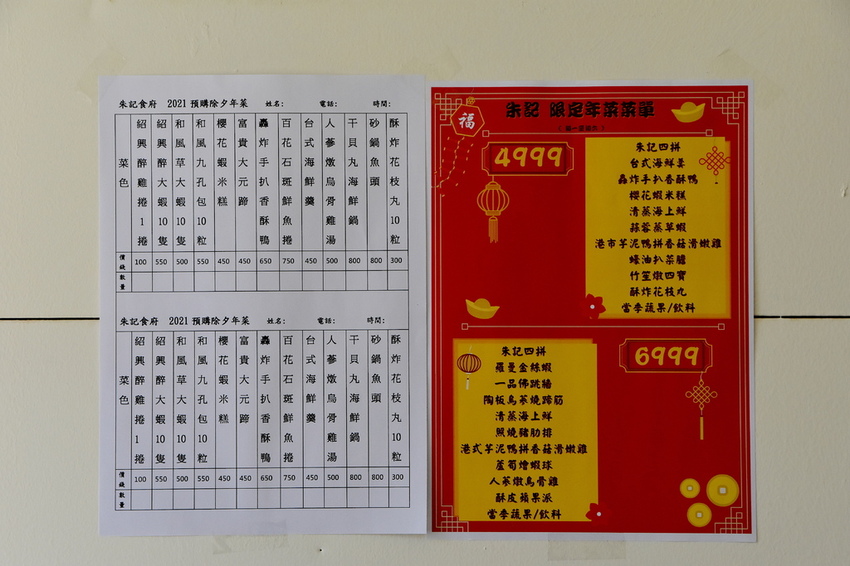 朱記食府 2021 預購除夕年菜 姓名: 電話: 時間:
菜色
紹興醉雞捲1捲
紹興醉大蝦10隻
和風草大蝦10隻
和風九孔包10粒
櫻花蝦米糕
富貴大元蹄
轟炸手扒香酥鴨
百花石斑鮮魚捲
台式海鮮羹
人蔘燉烏骨雞湯
干貝大海鮮鍋
砂鍋魚頭
酥炸花枝丸10粒
價錢 100 550 500 550 450 450 650 750 450 500 800 800 300
數量
朱記食府 2021 預購除夕年菜 姓名: 電話: 時間:
菜色
紹興醉雞捲1捲
紹興醉大蝦10隻
和風草大蝦10隻
和風九孔包10粒
櫻花蝦米糕
富貴大元蹄
轟炸手扒香酥鴨
百花石斑鮮魚捲
台式海鮮羹
人蔘燉烏骨雞湯
干貝大海鮮鍋
砂鍋魚頭
酥炸花枝丸10粒
價錢 100 550 500 550 450 450 650 750 450 500 800 800 300
數量
福
朱記 限定年菜菜單
4999
朱記四拼
台式海鮮羹
轟炸手扒香酥鴨
櫻花蝦米糕
清蒸海上鮮
蒜蓉蒸草蝦
港市芋泥鴨拼香菇滑嫩雞
蠔油扒菜膽
竹笙燉四寶
酥炸花枝丸
當季蔬果/飲料
6999
朱記四拼
羅曼金絲蝦
一品佛跳牆
陶板烏蔘燒蹄筋
清蒸海上鮮
照燒豬肋排
港式芋泥鴨拼香菇滑嫩雞
蘆筍燴蝦球
人蔘燉烏骨雞
酥皮蘋果派
當季蔬果/飲料